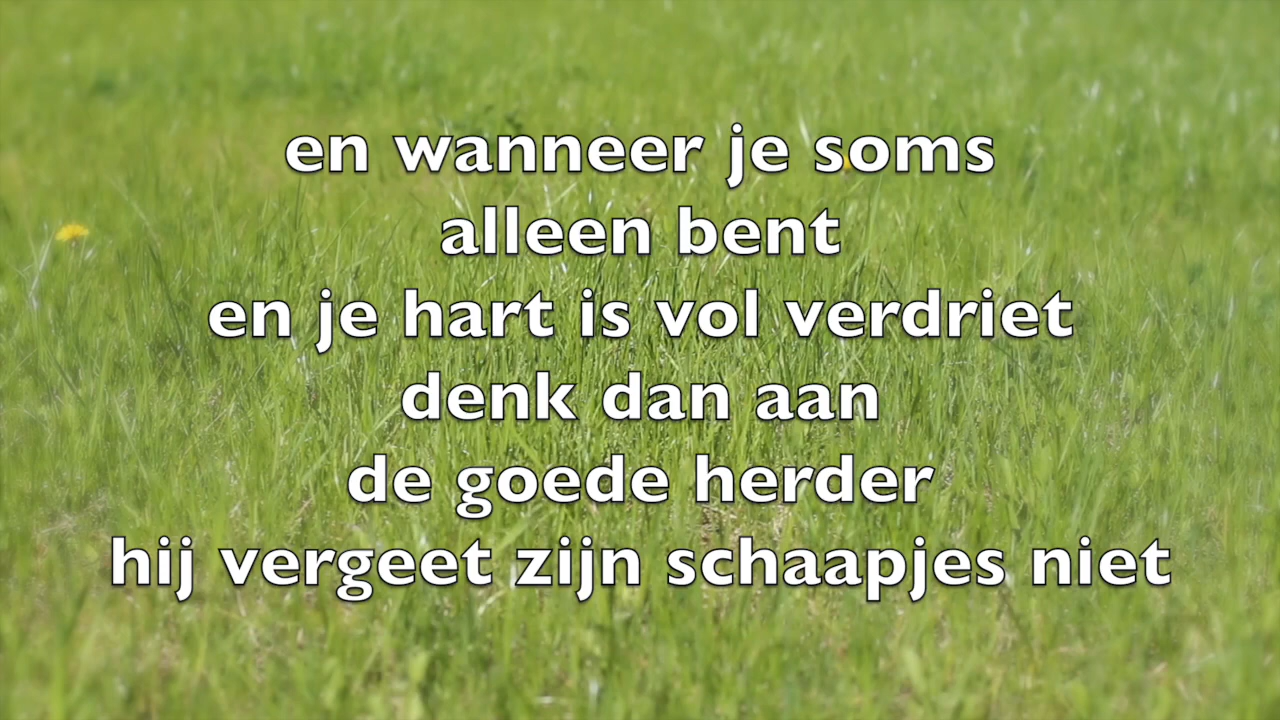 en wanneer je soms
alleen bent
en je hart is vol verdriet
denk dan aan
de goede herder
hij vergeet zijn schaapjes niet